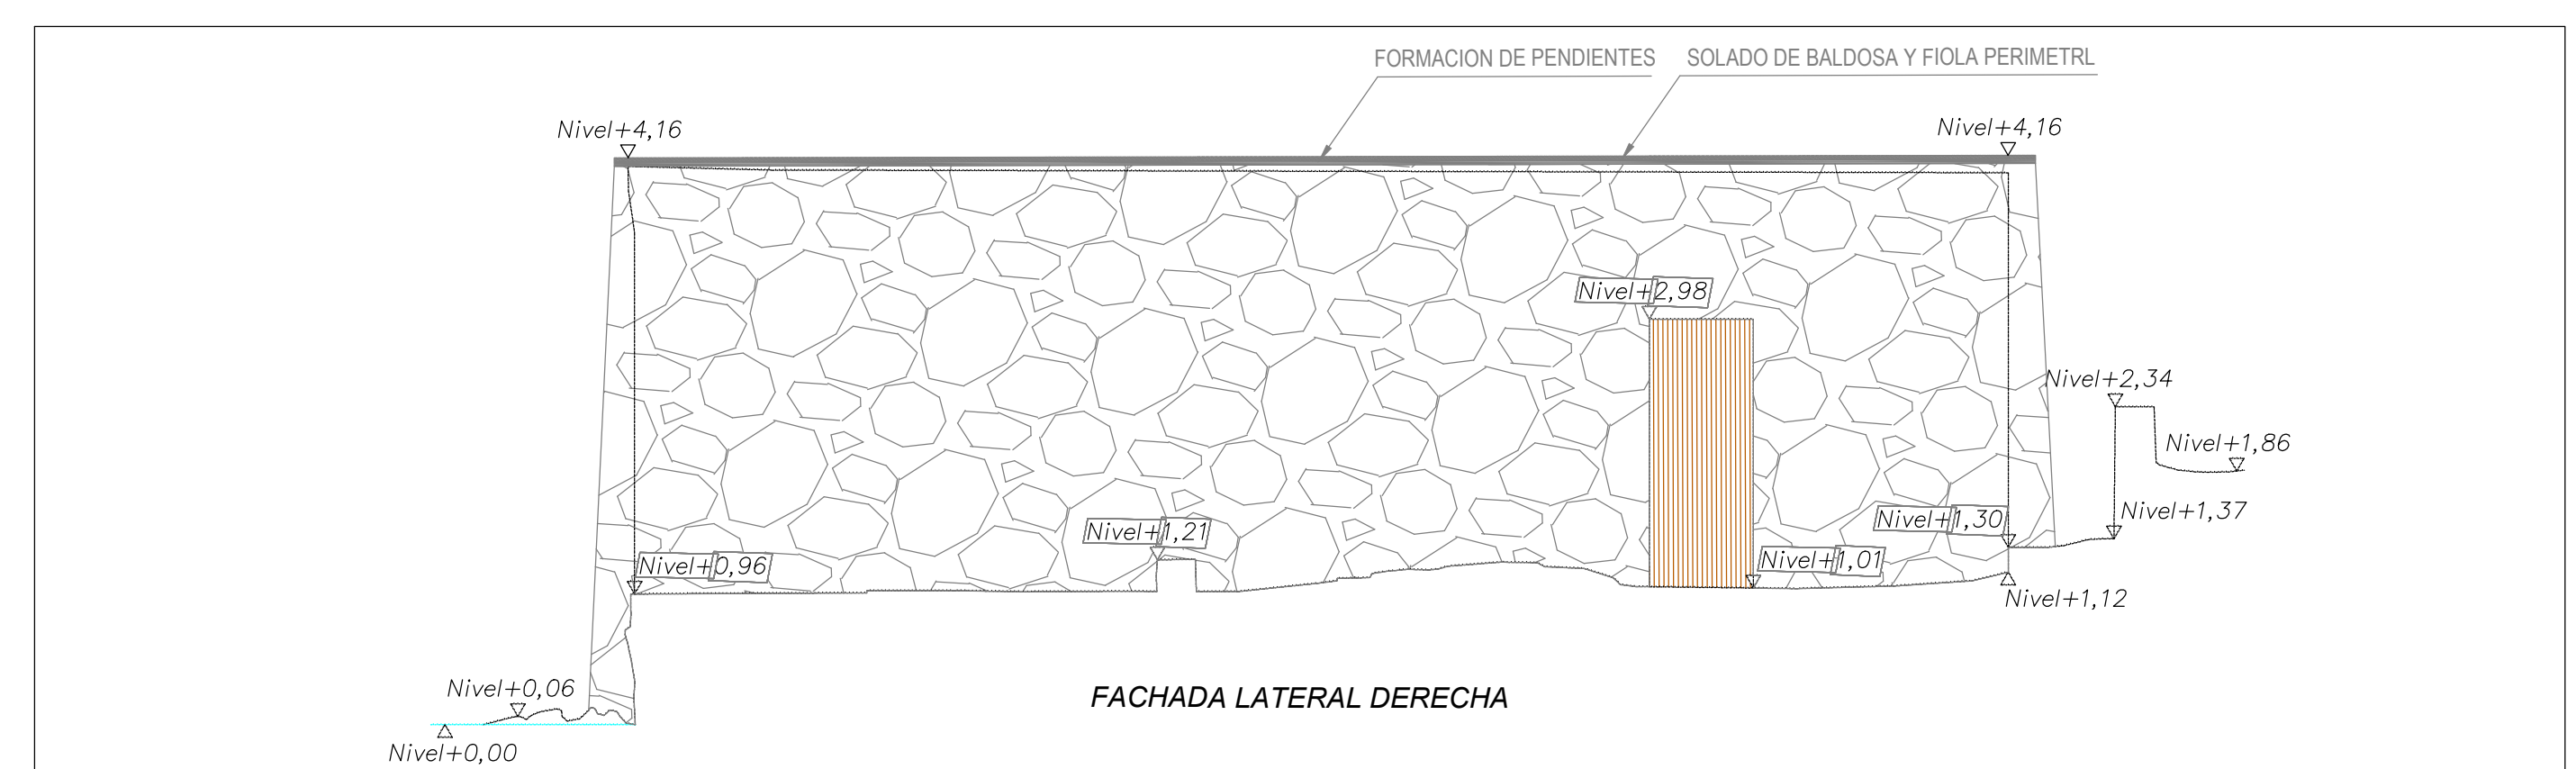 FORMACION DE PENDIENTES
SOLADO DE BALDOSA Y FIOLA PERIMETRL
Nivel+4,16
Nivel+4,16
Nivel+2,98
Nivel+2,34
Nivel+1,86
Nivel+1,37
Nivel+1,30
Nivel+1,21
Nivel+1,01
Nivel+0,96
Nivel+1,12
Nivel+0,06
FACHADA LATERAL DERECHA
Nivel+0,00